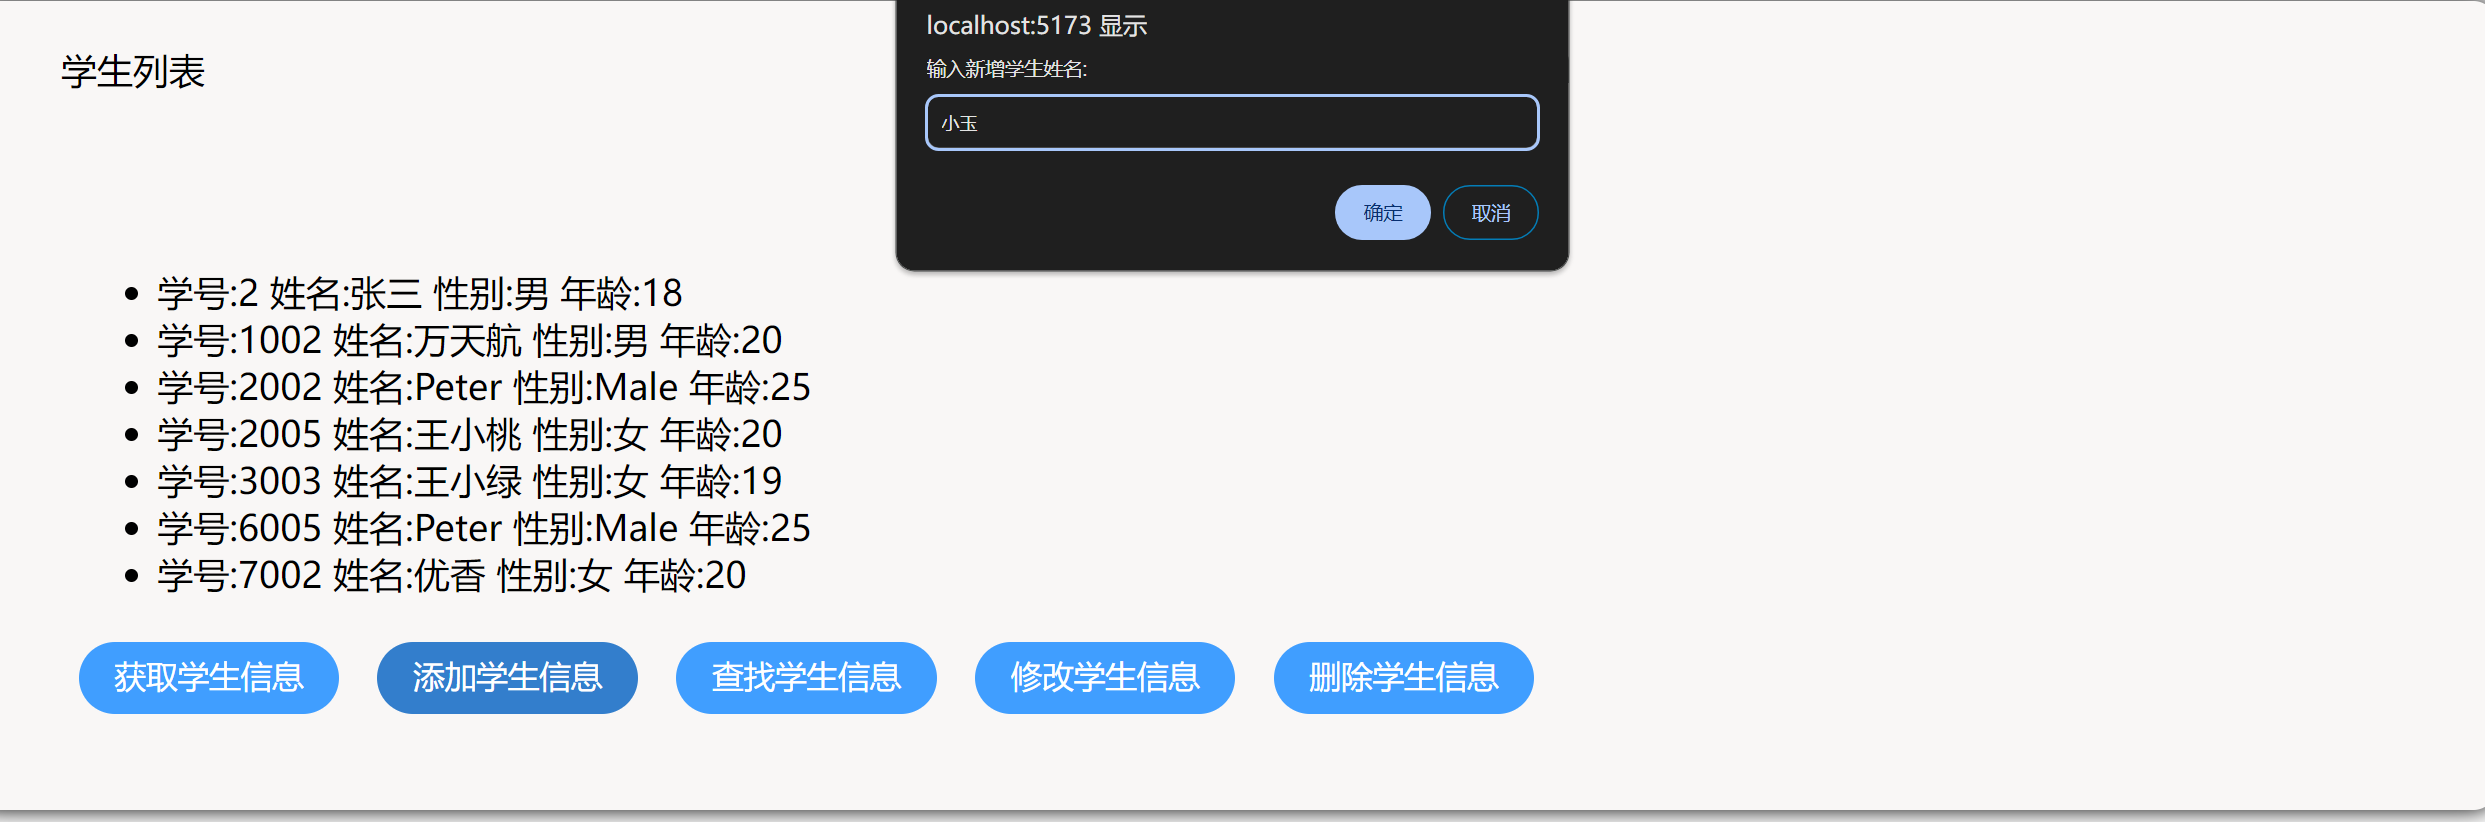 localhost:5173 显示
输入新增学生姓名:
小玉
确定 取消
学生列表
学号:2 姓名:张三 性别:男 年龄:18
学号:1002 姓名:万天航 性别:男 年龄:20
学号:2002 姓名:Peter 性别:Male 年龄:25
学号:2005 姓名:王小桃 性别:女 年龄:20
学号:3003 姓名:王小绿 性别:女 年龄:19
学号:6005 姓名:Peter 性别:Male 年龄:25
学号:7002 姓名:优香 性别:女 年龄:20
获取学生信息 添加学生信息 查找学生信息 修改学生信息 删除学生信息